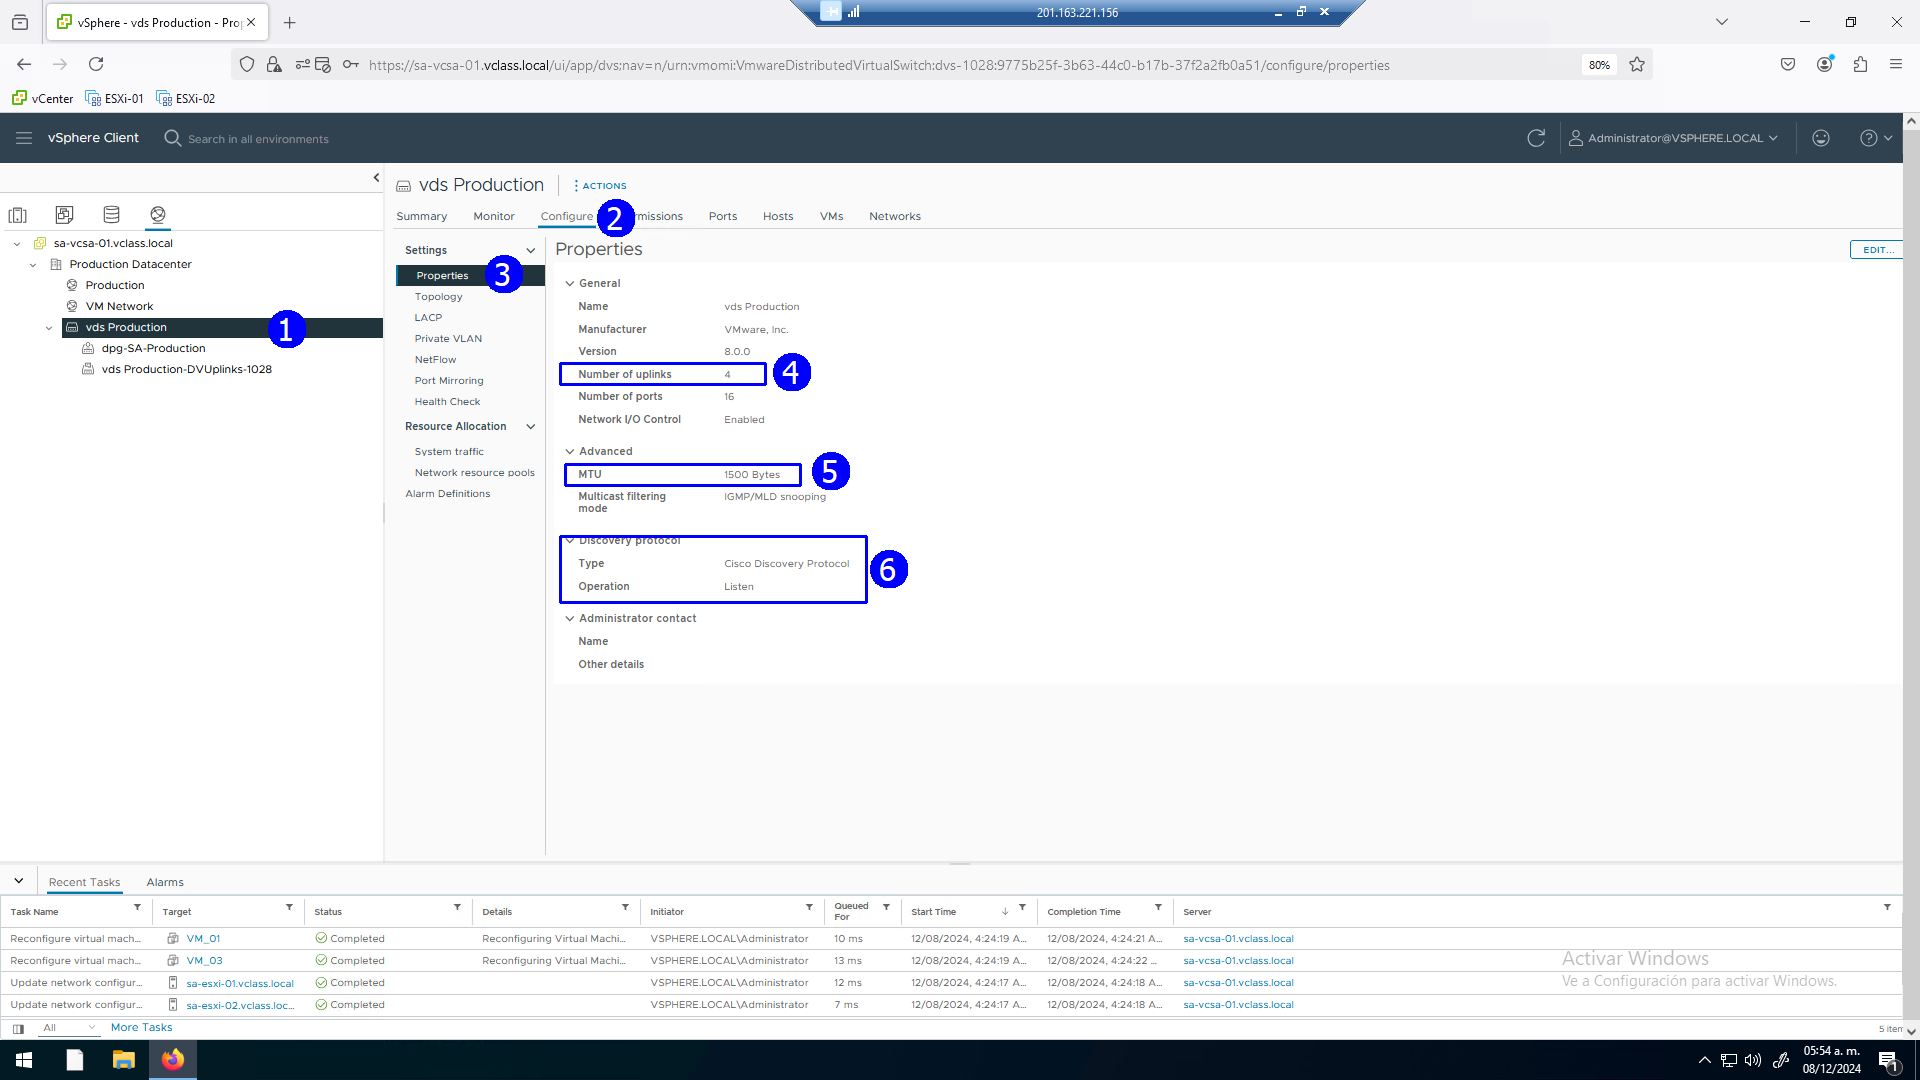 vSphere - vds Production - Pro
201.163.221.156
https://sa-vcsa-01.vclass.local/ui/app/dvs;nav=n/urn:vmomi:VmwareDistributedVirtualSwitch:dvs-1028:9775b25f-3b63-44c0-b17b-37f2a2fb0a51/configure/properties
80%
vCenter ESXi-01 ESXi-02
vSphere Client Search in all environments Administrator@VSPHERE.LOCAL
vds Production ACTIONS
Summary Monitor Configure 2 missions Ports Hosts VMs Networks
sa-vcsa-01.vclass.local
Production Datacenter
Production
VM Network
vds Production 1
dpg-SA-Production
vds Production-DVUplinks-1028
Settings
Properties 3
Topology
LACP
Private VLAN
NetFlow
Port Mirroring
Health Check
Resource Allocation
System traffic
Network resource pools
Alarm Definitions
Properties EDIT...
General
Name vds Production
Manufacturer VMware, Inc.
Version 8.0.0
Number of uplinks 4 4
Number of ports 16
Network I/O Control Enabled
Advanced
MTU 1500 Bytes 5
Multicast filtering mode IGMP/MLD snooping
Discovery protocol
Type Cisco Discovery Protocol 6
Operation Listen
Administrator contact
Name
Other details
Recent Tasks Alarms
Task Name Target Status Details Initiator Queued For Start Time Completion Time Server
Reconfigure virtual mach... VM_01 Completed Reconfiguring Virtual Machi... VSPHERE.LOCAL\Administrator 10 ms 12/08/2024, 4:24:19 A... 12/08/2024, 4:24:21 A... sa-vcsa-01.vclass.local
Reconfigure virtual mach... VM_03 Completed Reconfiguring Virtual Machi... VSPHERE.LOCAL\Administrator 13 ms 12/08/2024, 4:24:19 A... 12/08/2024, 4:24:22 ... sa-vcsa-01.vclass.local
Update network configur... sa-esxi-01.vclass.local Completed VSPHERE.LOCAL\Administrator 12 ms 12/08/2024, 4:24:17 A... 12/08/2024, 4:24:18 A... sa-vcsa-01.vclass.local
Update network configur... sa-esxi-02.vclass.loc... Completed VSPHERE.LOCAL\Administrator 7 ms 12/08/2024, 4:24:17 A... 12/08/2024, 4:24:18 A... sa-vcsa-01.vclass.local
Activar Windows
Ve a Configuración para activar Windows.
All More Tasks 5 item
05:54 a. m.
08/12/2024
1